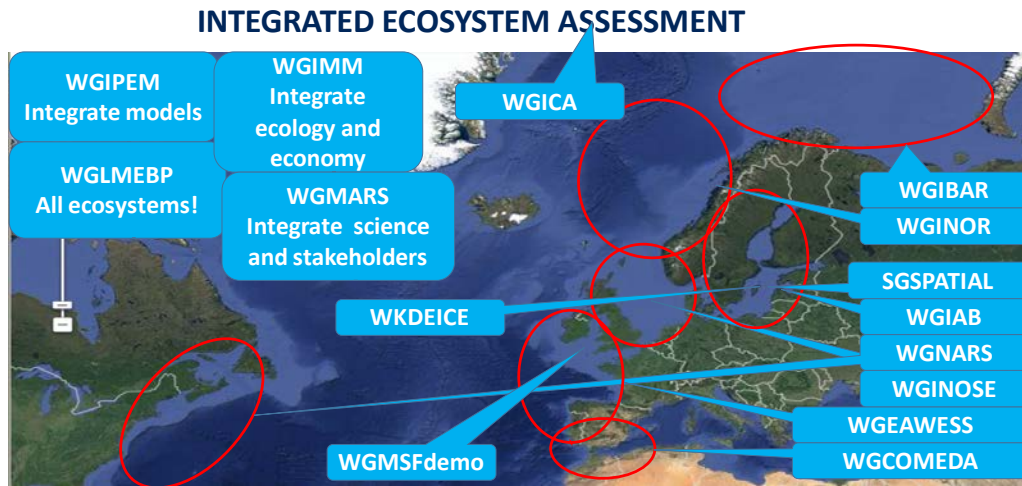 INTEGRATED ECOSYSTEM ASSESSMENT
WGIPEM
Integrate models
WGIMM
Integrate
ecology and
economy
WGICA
WGLMEBP
All ecosystems!
WGMARS
Integrate science
and stakeholders
WGIBAR
WGINOR
SGSPATIAL
WKDEICE
WGIAB
WGNARS
WGINOSE
WGEAWESS
WGMSFdemo
WGCOMEDA